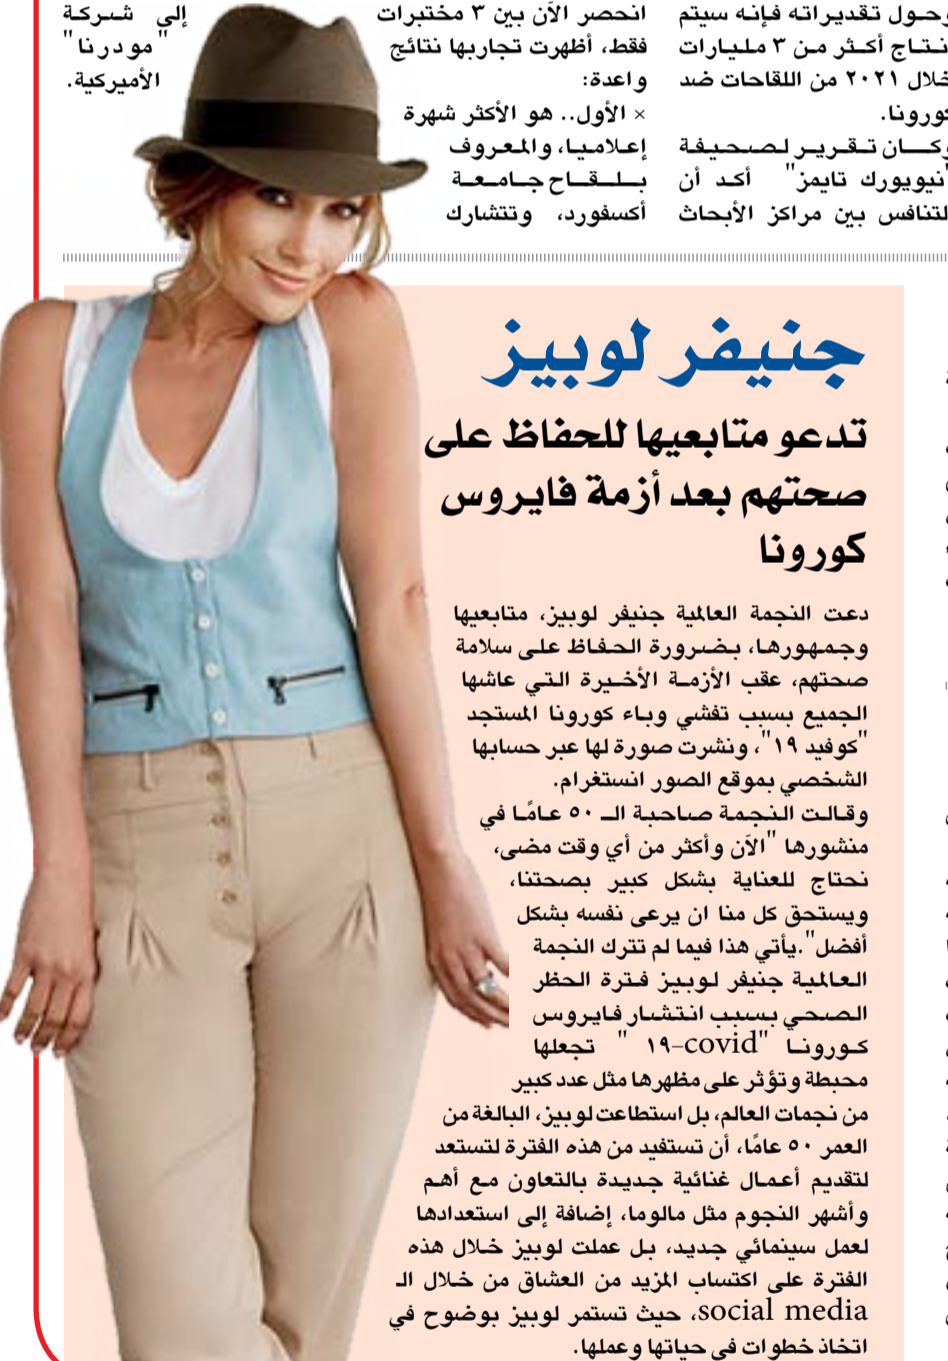 وحول تقديراته فإنه سيتم
إنتاج أكثر من ٣ مليارات
خلال ٢٠٢١ من اللقاحات ضد
كورونا.
وكان تقرير لصحيفة
"نيويورك تايمز" أكد أن
التنافس بين مراكز الأبحاث
انحصر الآن بين ٣ مختبرات
فقط، أظهرت تجاربها نتائج
واعدة:
× الأول.. هو الأكثر شهرة
إعلاميا، والمعروف
بلقاح جامعة
أكسفورد، وتتشارك
إلى شركة
"مودرنا"
الأميركية.
جنيفر لوبيز
تدعو متابعيها للحفاظ على
صحتهم بعد أزمة فايروس
كورونا
دعت النجمة العالمية جنيفر لوبيز، متابعيها
وجمهورها، بضرورة الحفاظ على سلامة
صحتهم، عقب الأزمة الأخيرة التي عاشها
الجميع بسبب تفشي وباء كورونا المستجد
"كوفيد ١٩"، ونشرت صورة لها عبر حسابها
الشخصي بموقع الصور انستغرام.
وقالت النجمة صاحبة الـ ٥٠ عامًا في
منشورها "الآن وأكثر من أي وقت مضى،
نحتاج للعناية بشكل كبير بصحتنا،
ويستحق كل منا ان يرعى نفسه بشكل
أفضل".يأتي هذا فيما لم تترك النجمة
العالمية جنيفر لوبيز فترة الحظر
الصحي بسبب انتشار فايروس
كورونا "covid-١٩ " تجعلها
محبطة وتؤثر على مظهرها مثل عدد كبير
من نجمات العالم، بل استطاعت لوبيز، البالغة من
العمر ٥٠ عامًا، أن تستفيد من هذه الفترة لتستعد
لتقديم أعمال غنائية جديدة بالتعاون مع أهم
وأشهر النجوم مثل مالوما، إضافة إلى استعدادها
لعمل سينمائي جديد، بل عملت لوبيز خلال هذه
الفترة على اكتساب المزيد من العشاق من خلال الـ
social media، حيث تستمر لوبيز بوضوح في
اتخاذ خطوات في حياتها وعملها.